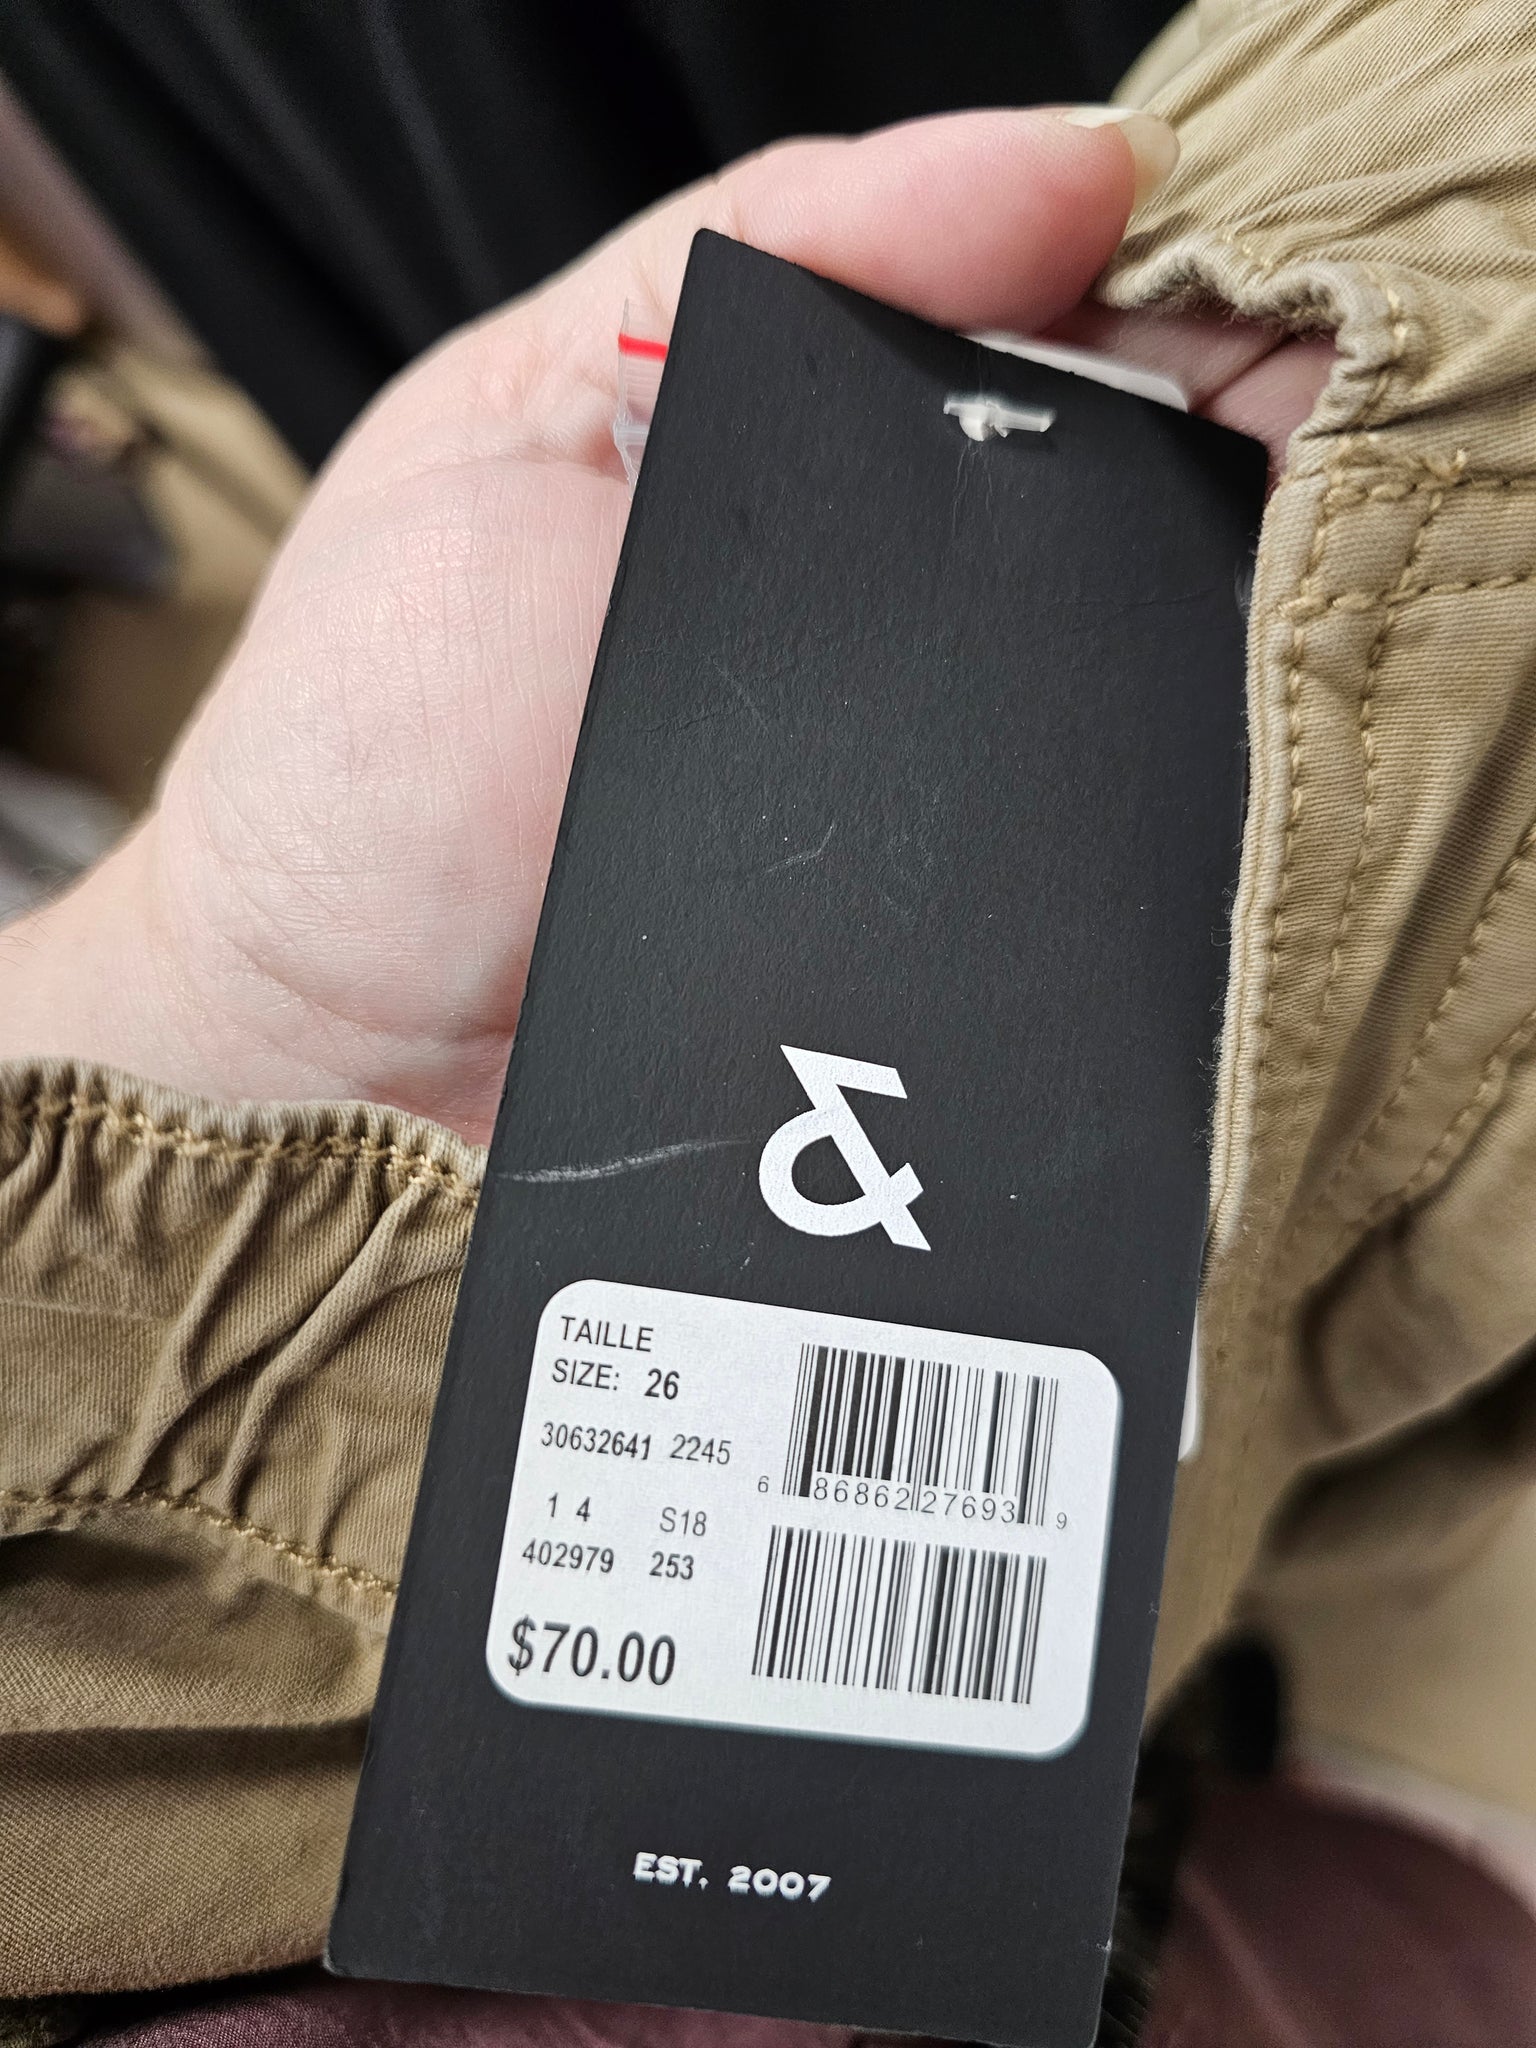 &
TAILLE
SIZE: 26
30632641 2245
1 4 S18
402979 253
$70.00
6 86862 27693 9
EST. 2007